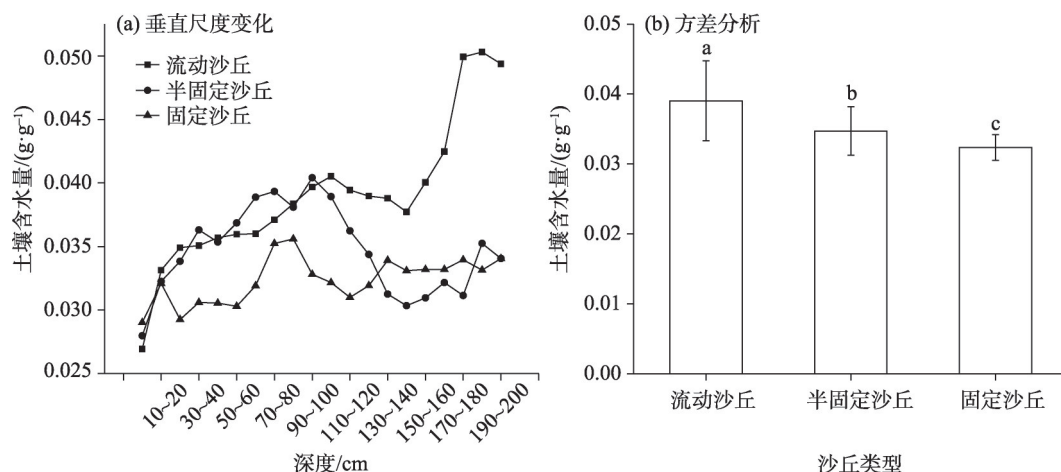 (a) 垂直尺度变化
流动沙丘
半固定沙丘
固定沙丘
0.050
0.045
0.040
0.035
0.030
0.025
土壤含水量/(g·g⁻¹)
10~20
30~40
50~60
70~80
90~100
110~120
130~140
150~160
170~180
190~200
深度/cm
(b) 方差分析
a
b
c
0.05
0.04
0.03
0.02
0.01
0.00
土壤含水量/(g·g⁻¹)
流动沙丘 半固定沙丘 固定沙丘
沙丘类型